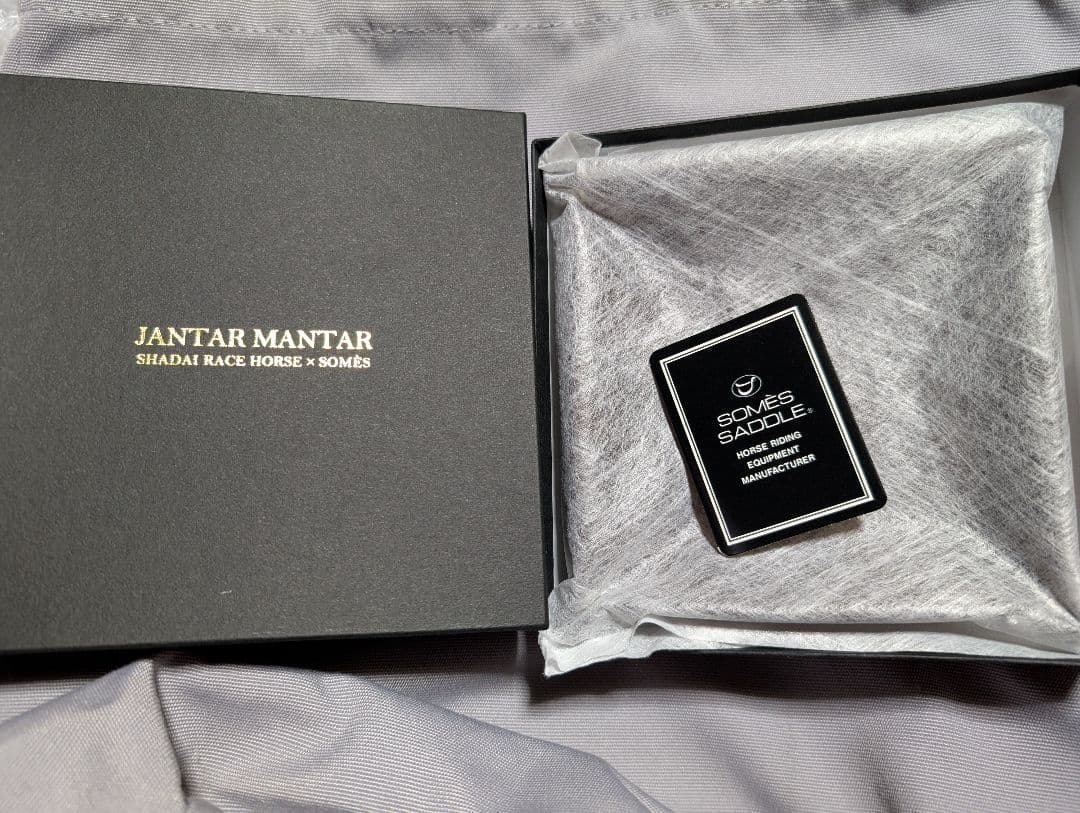 JANTAR MANTAR
SHADAI RACE HORSE × SOMÈS
SOMÈS
SADDLE®
HORSE RIDING
EQUIPMENT
MANUFACTURER